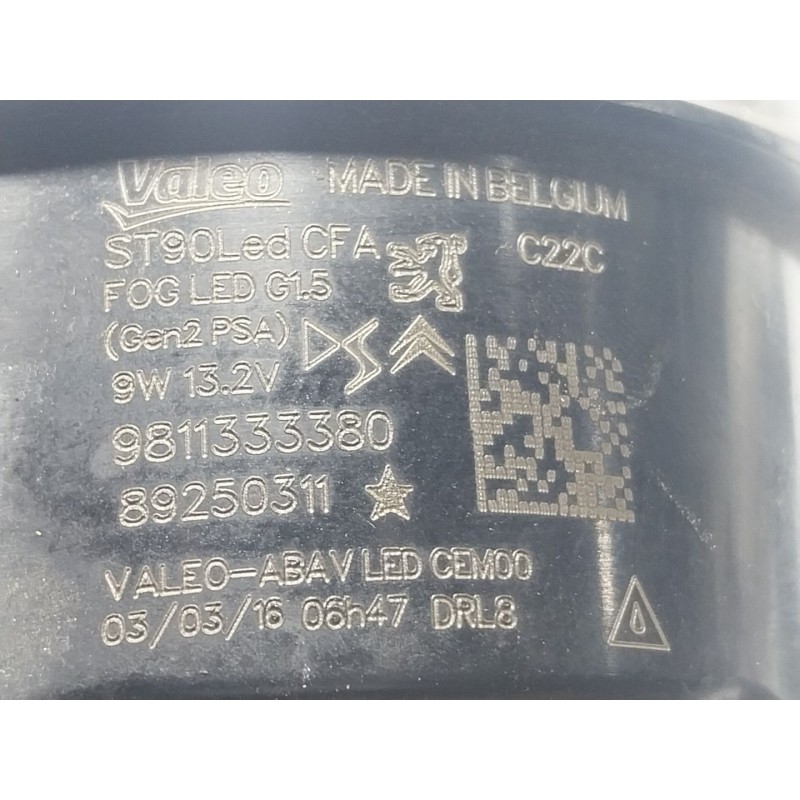 Valeo MADE IN BELGIUM
ST90Led CFA C22C
FOG LED G1.5
(Gen2 PSA)
9W 13.2V
9811333380
89250311
VALEO-ABAV LED CEM00
03/03/16 06h47 DRL8